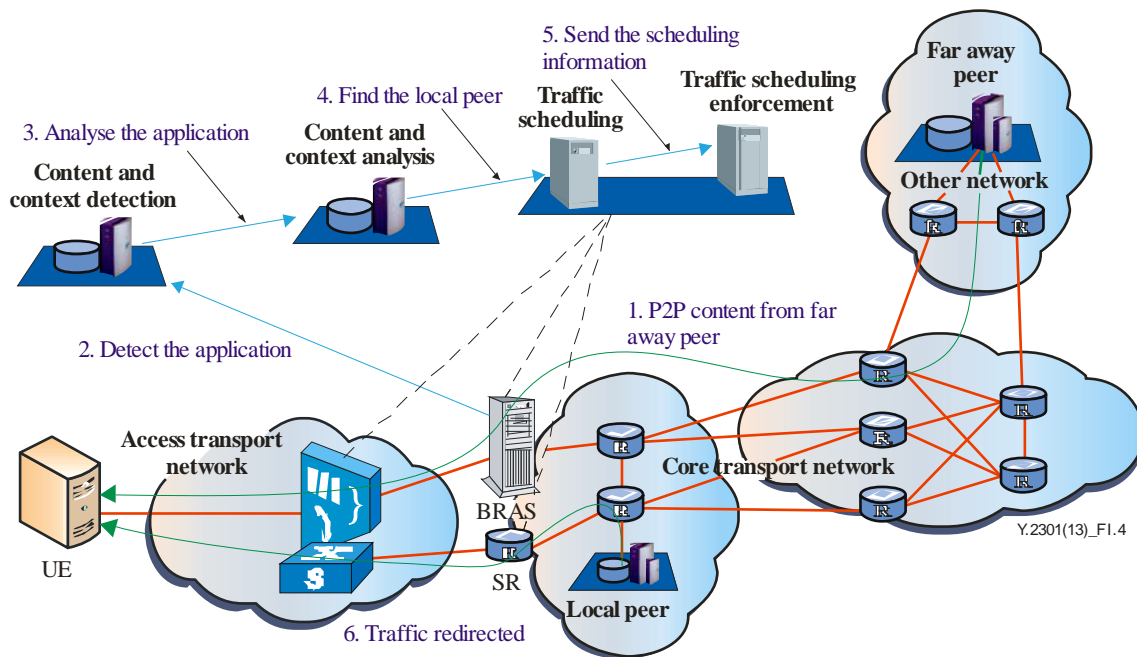 5. Send the scheduling
information
Far away
peer
4. Find the local peer
Traffic
scheduling
Traffic scheduling
enforcement
3. Analyse the application
Content and
context analysis
Content and
context detection
Other network
R
R
1. P2P content from far
away peer
2. Detect the application
R
R
Access transport
network
R
R
Core transport network
R
R
BRAS
R
R
Y.2301(13)_FI.4
UE
S
SR
Local peer
6. Traffic redirected